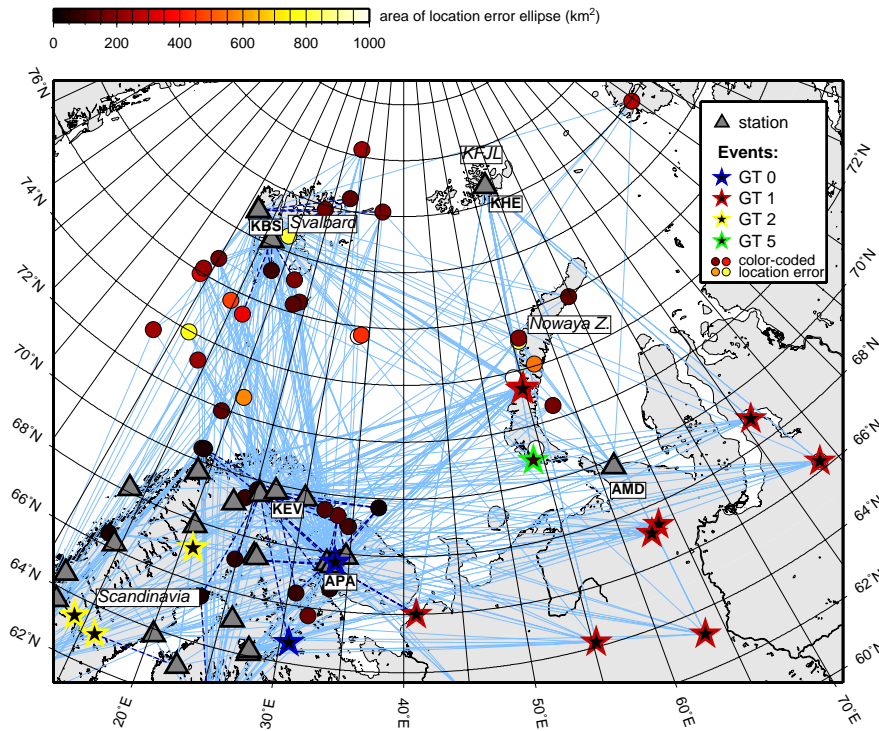 area of location error ellipse (km²)
0 200 400 600 800 1000
76°N
74°N
72°N
70°N
68°N
66°N
64°N
62°N
72°N
70°N
68°N
66°N
64°N
62°N
60°N
20°E
30°E
40°E
50°E
60°E
70°E
KFJL
KHE
KBS
Svalbard
Nowaya Z.
AMD
KEV
APA
Scandinavia
station
Events:
GT 0
GT 1
GT 2
GT 5
color-coded
location error